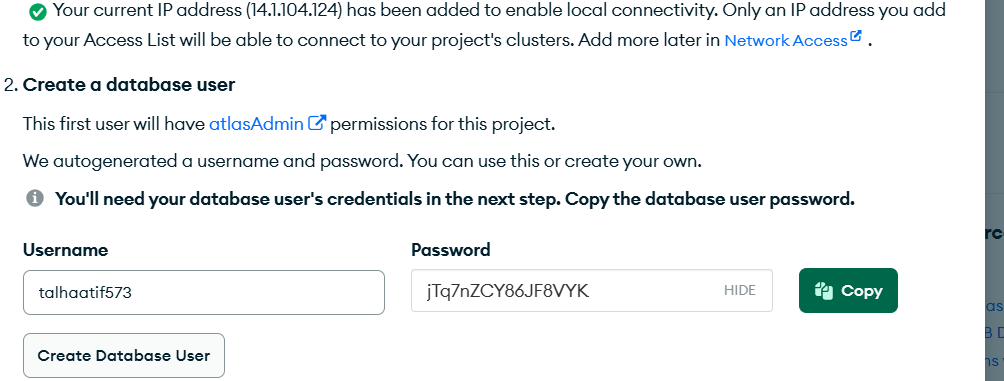 Your current IP address (14.1.104.124) has been added to enable local connectivity. Only an IP address you add
to your Access List will be able to connect to your project's clusters. Add more later in Network Access .
2. Create a database user
This first user will have atlasAdmin permissions for this project.
We autogenerated a username and password. You can use this or create your own.
You'll need your database user's credentials in the next step. Copy the database user password.
Username Password
talhaatif573 jTq7nZCY86JF8VYK HIDE Copy
Create Database User